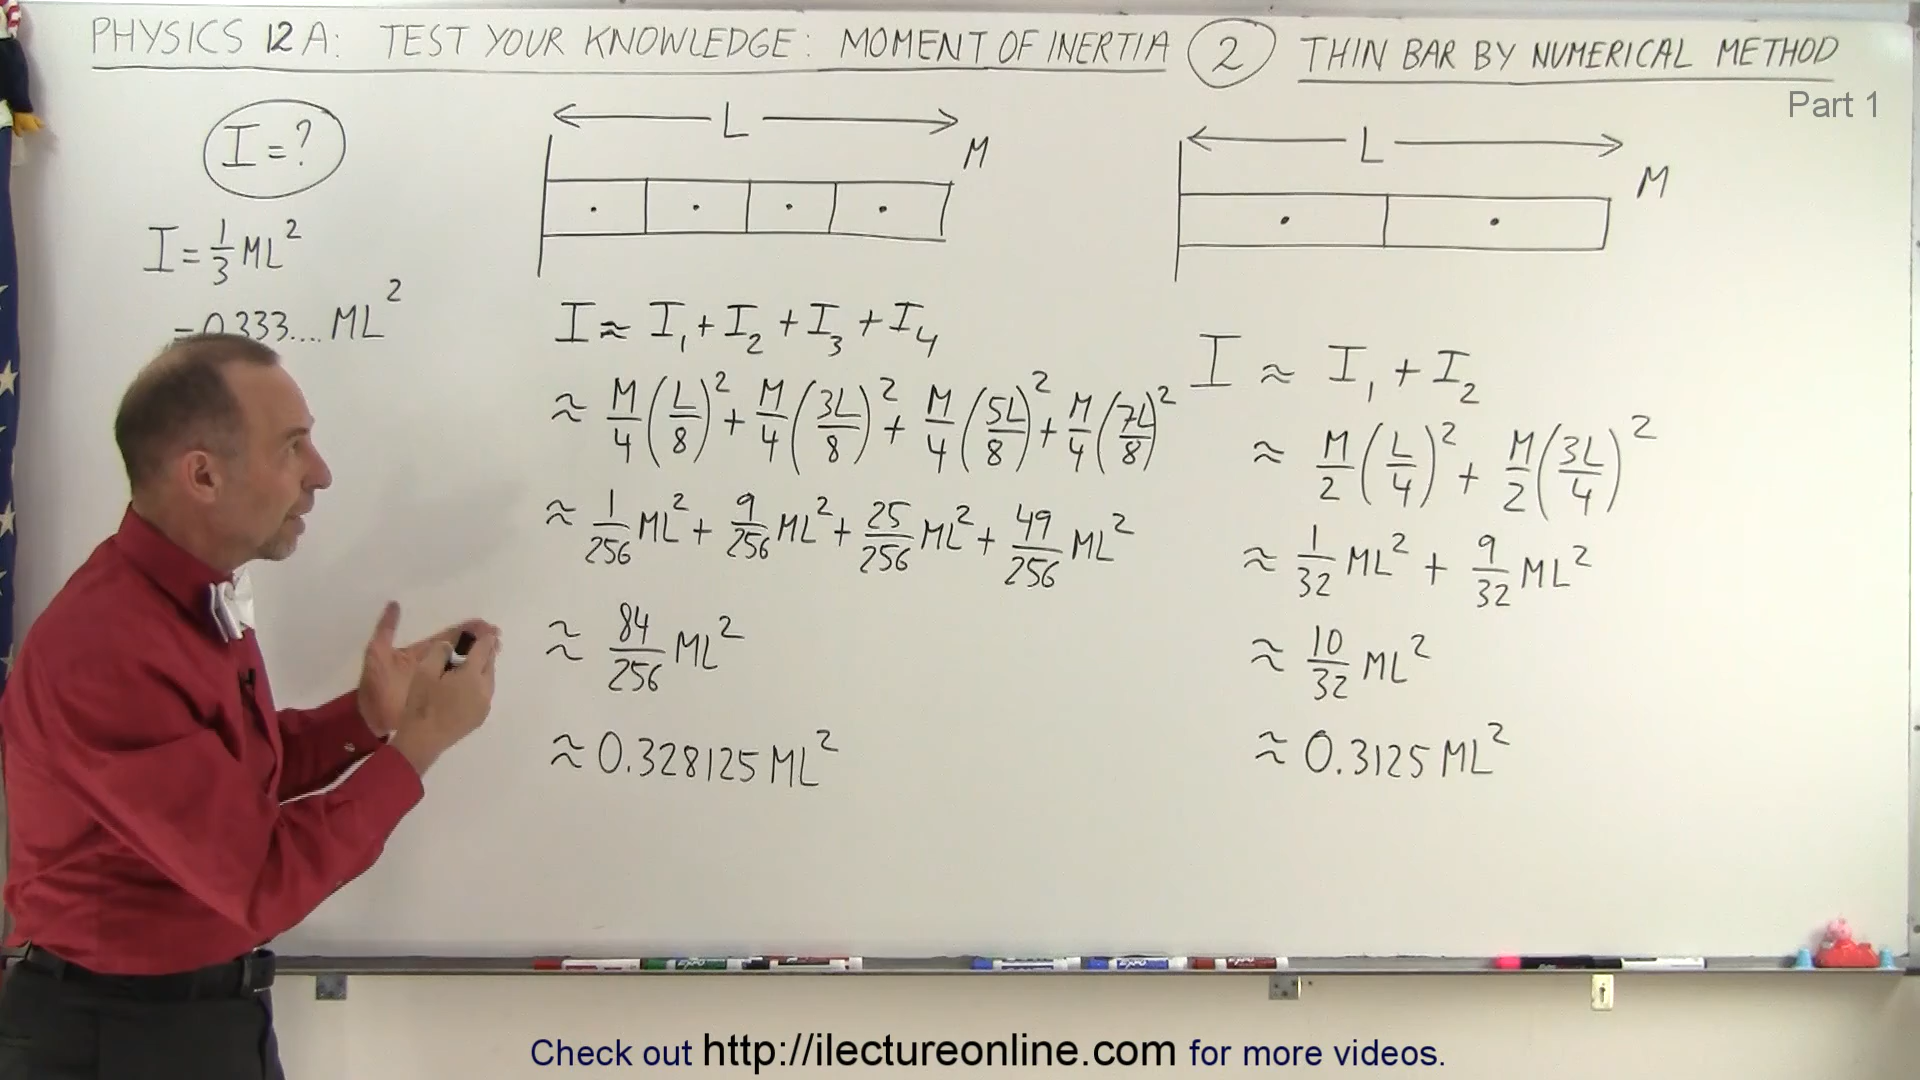 PHYSICS 12A: TEST YOUR KNOWLEDGE: MOMENT OF INERTIA 2 THIN BAR BY NUMERICAL METHOD
Part 1
I = ?
I = 1/3 ML²
= 0.333.... ML²
L
M
I ≈ I₁ + I₂ + I₃ + I₄
≈ M/4 (L/8)² + M/4 (3L/8)² + M/4 (5L/8)² + M/4 (7L/8)²
≈ 1/256 ML² + 9/256 ML² + 25/256 ML² + 49/256 ML²
≈ 84/256 ML²
≈ 0.328125 ML²
L
M
I ≈ I₁ + I₂
≈ M/2 (L/4)² + M/2 (3L/4)²
≈ 1/32 ML² + 9/32 ML²
≈ 10/32 ML²
≈ 0.3125 ML²
Check out http://ilectureonline.com for more videos.